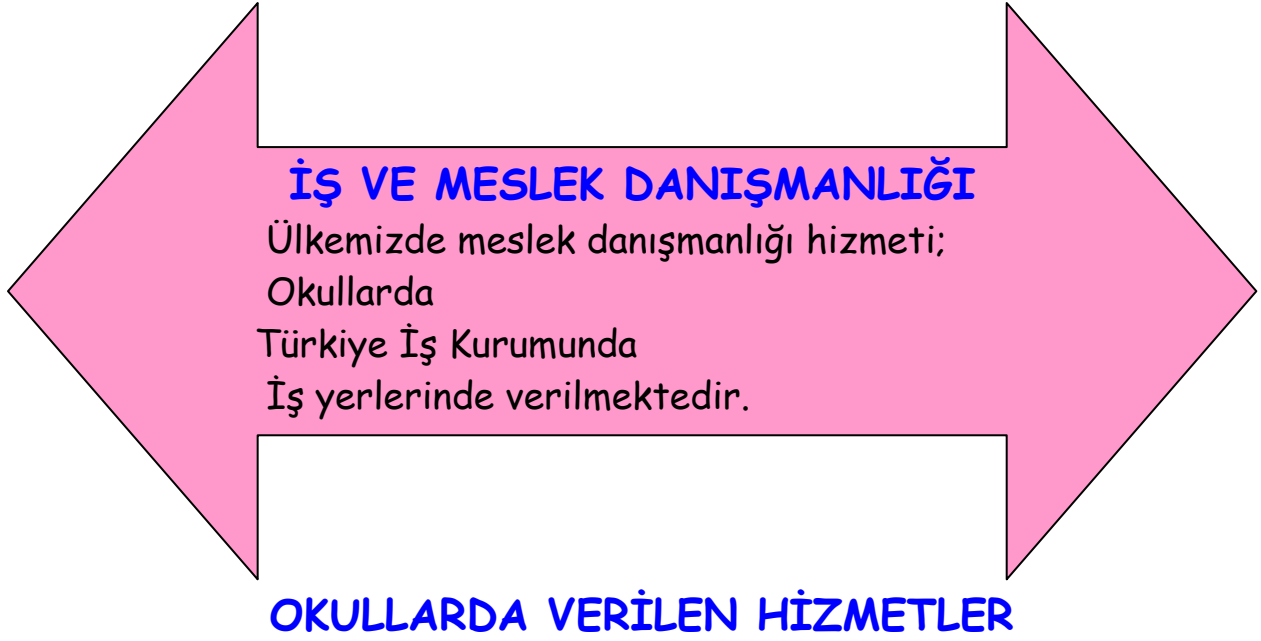 İŞ VE MESLEK DANIŞMANLIĞI
Ülkemizde meslek danışmanlığı hizmeti;
Okullarda
Türkiye İş Kurumunda
İş yerlerinde verilmektedir.
OKULLARDA VERİLEN HİZMETLER